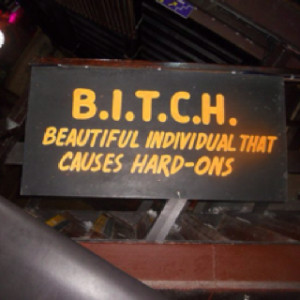 B.I.T.C.H.
BEAUTIFUL INDIVIDUAL THAT
CAUSES HARD-ONS